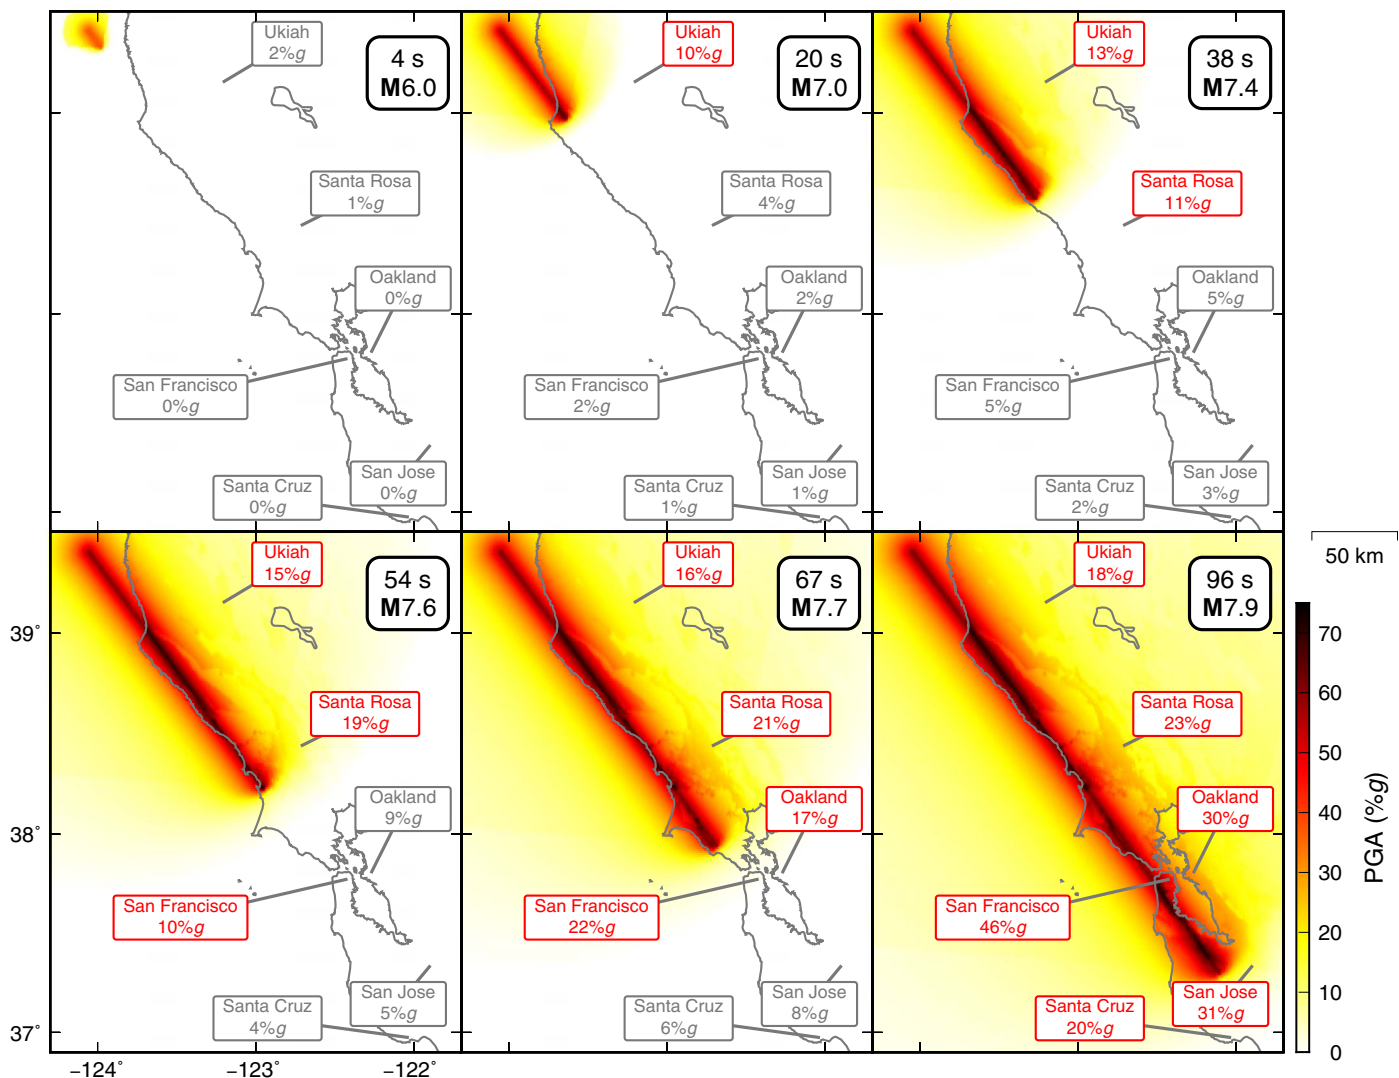 Ukiah
2%g
4 s
M6.0
Santa Rosa
1%g
Oakland
0%g
San Francisco
0%g
San Jose
0%g
Santa Cruz
0%g
Ukiah
10%g
20 s
M7.0
Santa Rosa
4%g
Oakland
2%g
San Francisco
2%g
San Jose
1%g
Santa Cruz
1%g
Ukiah
13%g
38 s
M7.4
Santa Rosa
11%g
Oakland
5%g
San Francisco
5%g
San Jose
3%g
Santa Cruz
2%g
Ukiah
15%g
54 s
M7.6
Santa Rosa
19%g
Oakland
9%g
San Francisco
10%g
San Jose
5%g
Santa Cruz
4%g
39˚
38˚
37˚
−124˚
−123˚
−122˚
Ukiah
16%g
67 s
M7.7
Santa Rosa
21%g
Oakland
17%g
San Francisco
22%g
San Jose
8%g
Santa Cruz
6%g
Ukiah
18%g
96 s
M7.9
Santa Rosa
23%g
Oakland
30%g
San Francisco
46%g
San Jose
31%g
Santa Cruz
20%g
50 km
70
60
50
40
30
20
10
0
PGA (%g)